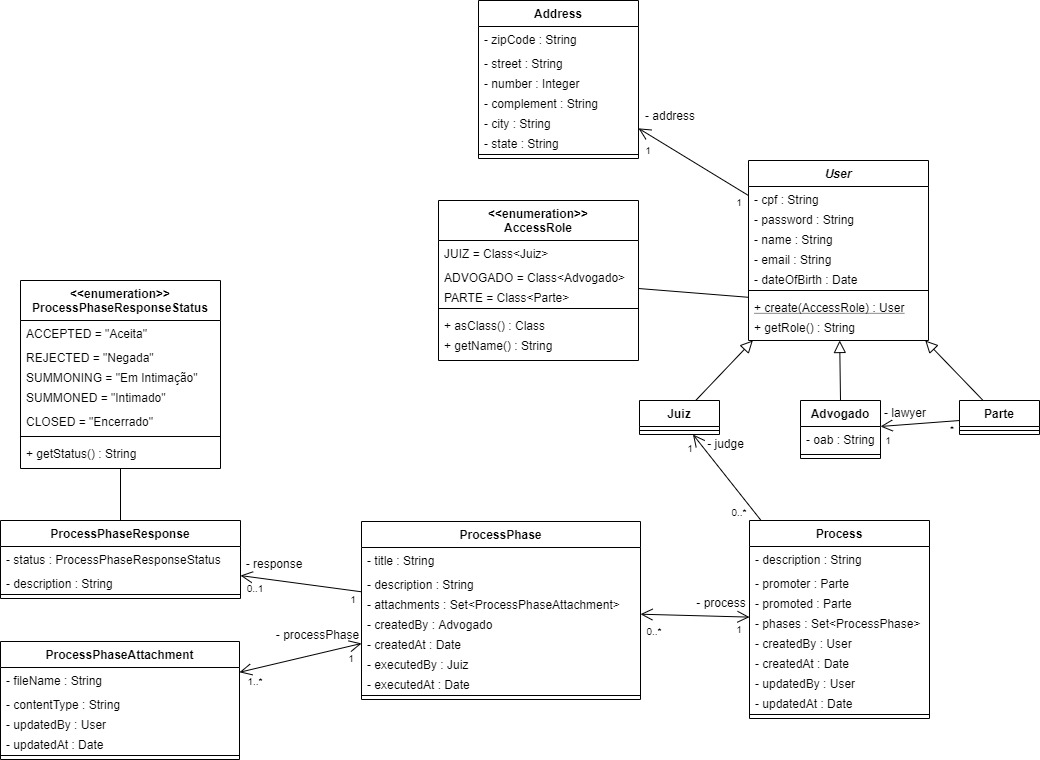 Address
- zipCode : String
- street : String
- number : Integer
- complement : String
- city : String
- state : String
- address
1
1
User
- cpf : String
- password : String
- name : String
- email : String
- dateOfBirth : Date
+ create(AccessRole) : User
+ getRole() : String
<<enumeration>>
AccessRole
JUIZ = Class<Juiz>
ADVOGADO = Class<Advogado>
PARTE = Class<Parte>
+ asClass() : Class
+ getName() : String
<<enumeration>>
ProcessPhaseResponseStatus
ACCEPTED = "Aceita"
REJECTED = "Negada"
SUMMONING = "Em Intimação"
SUMMONED = "Intimado"
CLOSED = "Encerrado"
+ getStatus() : String
Juiz
Advogado
- oab : String
- lawyer
1
*
Parte
1
- judge
0..*
ProcessPhaseResponse
- status : ProcessPhaseResponseStatus
- description : String
- response
0..1
1
ProcessPhase
- title : String
- description : String
- attachments : Set<ProcessPhaseAttachment>
- createdBy : Advogado
- createdAt : Date
- executedBy : Juiz
- executedAt : Date
- process
0..*
1
Process
- description : String
- promoter : Parte
- promoted : Parte
- phases : Set<ProcessPhase>
- createdBy : User
- createdAt : Date
- updatedBy : User
- updatedAt : Date
ProcessPhaseAttachment
- fileName : String
- contentType : String
- updatedBy : User
- updatedAt : Date
- processPhase
1
1..*